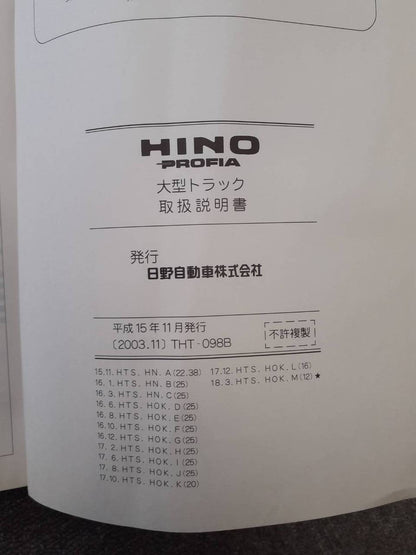 HINO
PROFIA
大型トラック
取扱説明書
発行
日野自動車株式会社
平成15年11月発行
〔2003.11〕THT-098B
不許複製
15.11. HTS. HN. A(22.38)
16. 1. HTS. HN. B(25)
16. 3. HTS. HN. C(25)
16. 6. HTS. HOK. D(25)
16. 8. HTS. HOK. E(25)
16.10. HTS. HOK. F(25)
16.12. HTS. HOK. G(25)
17. 2. HTS. HOK. H(25)
17. 6. HTS. HOK. I(25)
17. 8. HTS. HOK. J(25)
17.10. HTS. HOK. K(20)
17.12. HTS. HOK. L(16)
18. 3. HTS. HOK. M(12)★